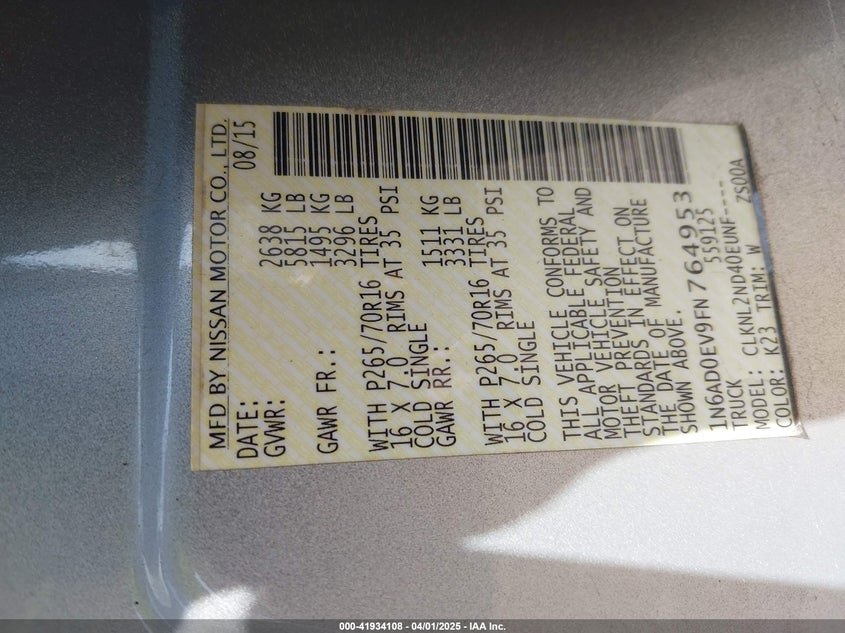 MFD BY NISSAN MOTOR CO., LTD.
DATE: 08/15
GVWR: 2638 KG
5815 LB
GAWR FR.: 1495 KG
3296 LB
WITH P265/70R16 TIRES
16 X 7.0 RIMS AT 35 PSI
COLD SINGLE
GAWR RR.: 1511 KG
3331 LB
WITH P265/70R16 TIRES
16 X 7.0 RIMS AT 35 PSI
COLD SINGLE
THIS VEHICLE CONFORMS TO
ALL APPLICABLE FEDERAL
MOTOR VEHICLE SAFETY AND
THEFT PREVENTION
STANDARDS IN EFFECT ON
THE DATE OF MANUFACTURE
SHOWN ABOVE.
1N6AD0EV9FN764953
TRUCK 559125
MODEL: CLKNL2ND40EUNF----
COLOR: K23 TRIM: W ZS00A
000-41934108 - 04/01/2025 - IAA Inc.